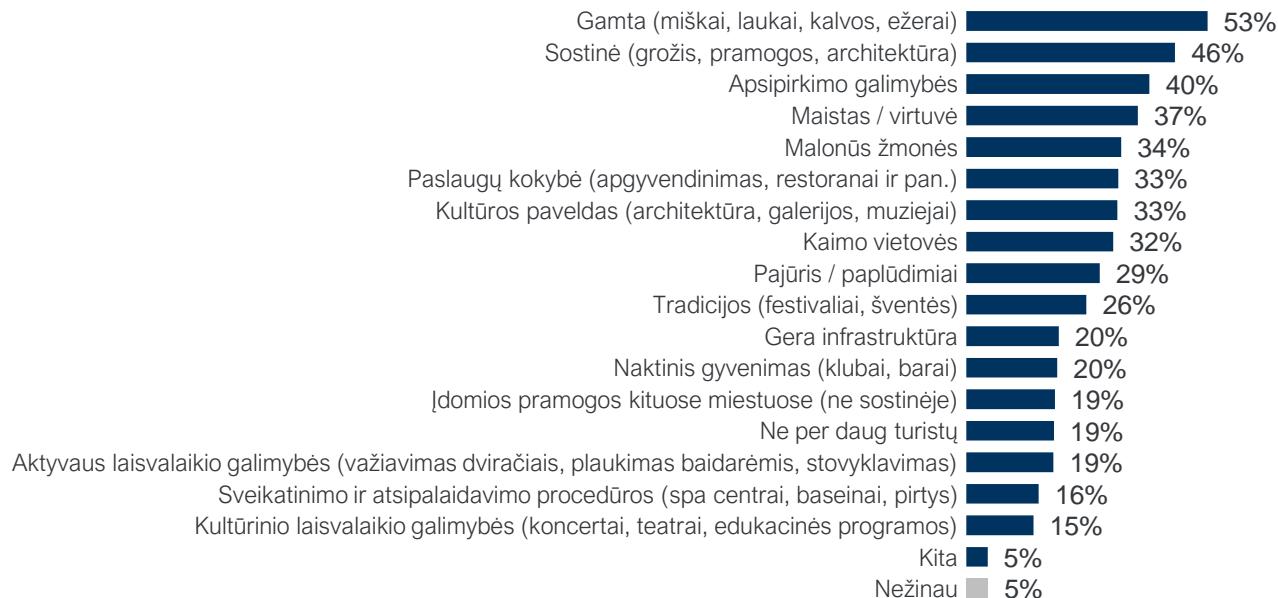 Gamta (miškai, laukai, kalvos, ežerai) 53%
Sostinė (grožis, pramogos, architektūra) 46%
Apsipirkimo galimybės 40%
Maistas / virtuvė 37%
Malonūs žmonės 34%
Paslaugų kokybė (apgyvendinimas, restoranai ir pan.) 33%
Kultūros paveldas (architektūra, galerijos, muziejai) 33%
Kaimo vietovės 32%
Pajūris / paplūdimiai 29%
Tradicijos (festivaliai, šventės) 26%
Gera infrastruktūra 20%
Naktinis gyvenimas (klubai, barai) 20%
Įdomios pramogos kituose miestuose (ne sostinėje) 19%
Ne per daug turistų 19%
Aktyvaus laisvalaikio galimybės (važiavimas dviračiais, plaukimas baidarėmis, stovyklavimas) 19%
Sveikatinimo ir atsipalaidavimo procedūros (spa centrai, baseinai, pirtys) 16%
Kultūrinio laisvalaikio galimybės (koncertai, teatrai, edukacinės programos) 15%
Kita 5%
Nežinau 5%